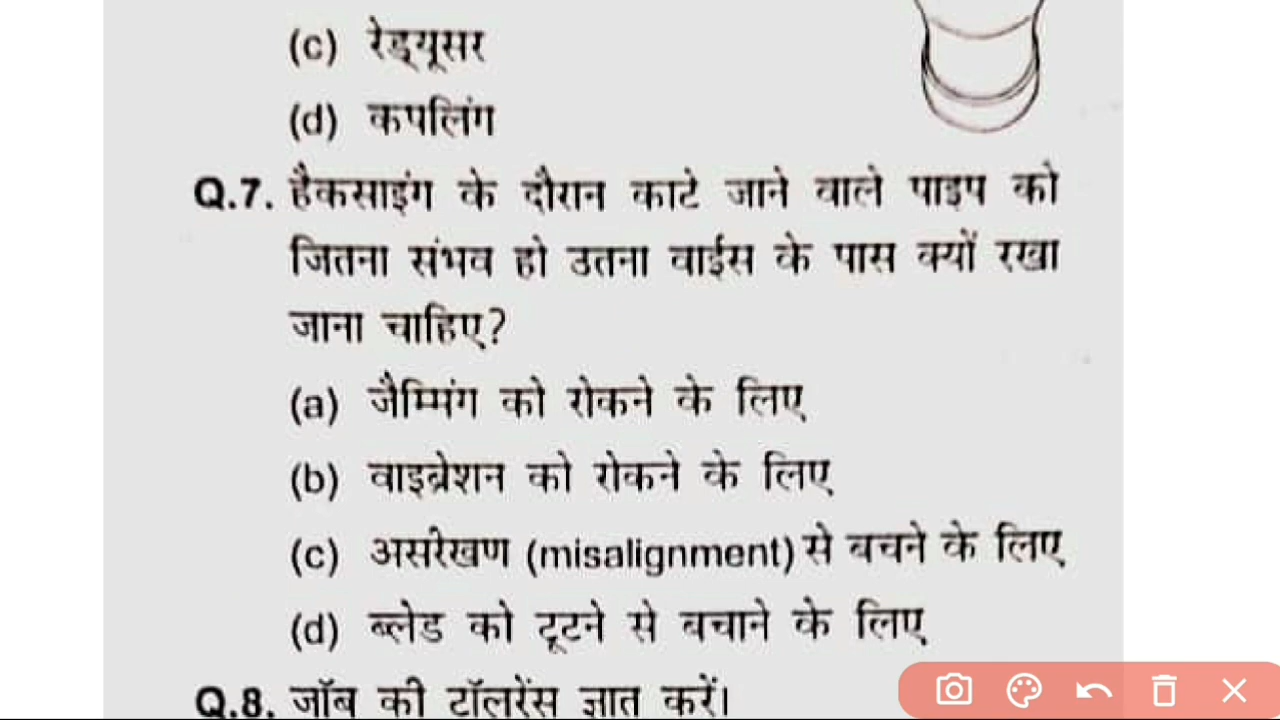 (c) रेड्यूसर
(d) कपलिंग
Q.7. हैकसाइंग के दौरान काटे जाने वाले पाइप को
जितना संभव हो उतना वाईस के पास क्यों रखा
जाना चाहिए?
(a) जैम्मिंग को रोकने के लिए
(b) वाइब्रेशन को रोकने के लिए
(c) असरेखण (misalignment) से बचने के लिए
(d) ब्लेड को टूटने से बचाने के लिए
Q.8. जॉब की टॉलरेंस ज्ञात करें।